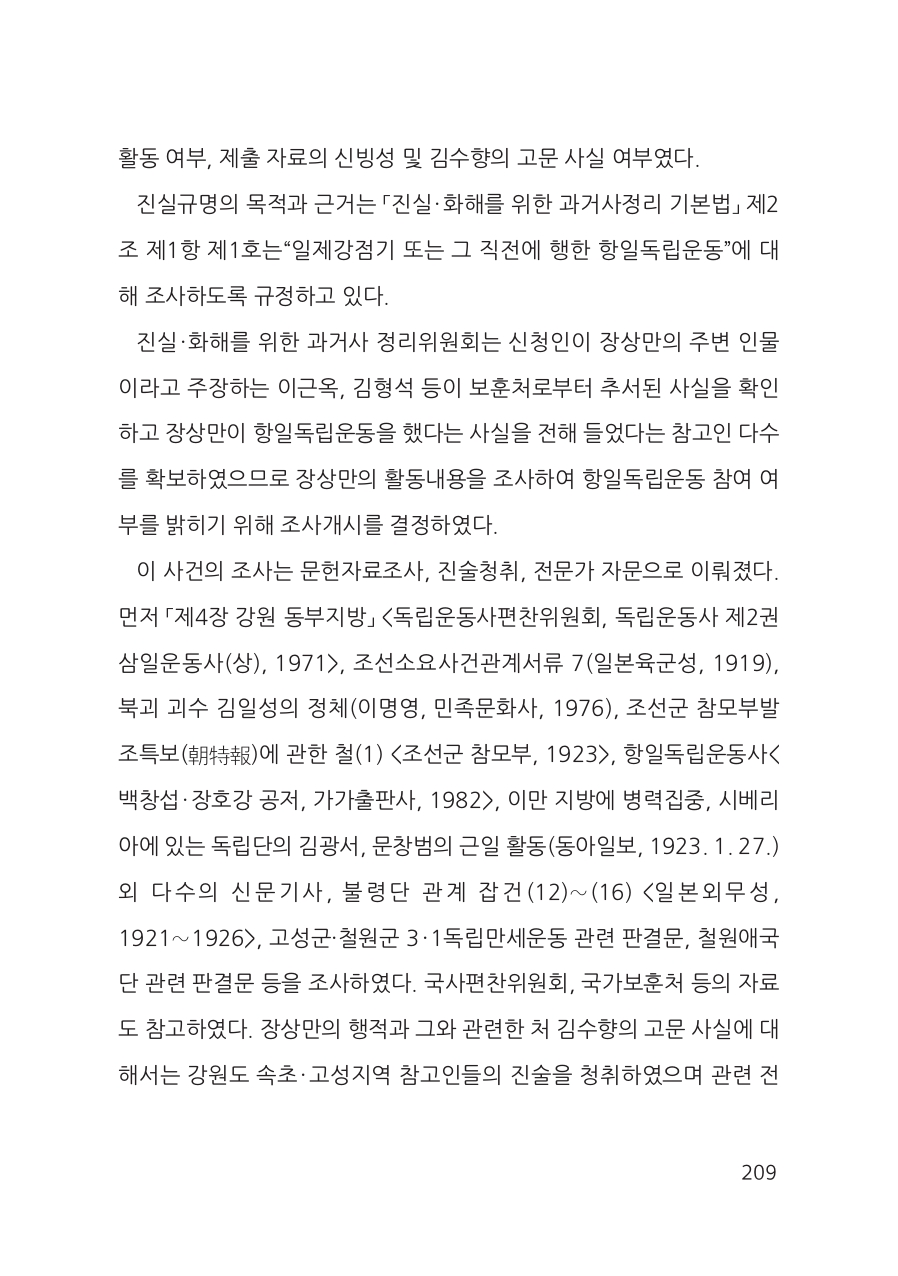 활동 여부, 제출 자료의 신빙성 및 김수향의 고문 사실 여부였다.
진실규명의 목적과 근거는 ｢진실·화해를 위한 과거사정리 기본법｣ 제2
조 제1항 제1호는“일제강점기 또는 그 직전에 행한 항일독립운동”에 대
해 조사하도록 규정하고 있다.
진실·화해를 위한 과거사 정리위원회는 신청인이 장상만의 주변 인물
이라고 주장하는 이근옥, 김형석 등이 보훈처로부터 추서된 사실을 확인
하고 장상만이 항일독립운동을 했다는 사실을 전해 들었다는 참고인 다수
를 확보하였으므로 장상만의 활동내용을 조사하여 항일독립운동 참여 여
부를 밝히기 위해 조사개시를 결정하였다.
이 사건의 조사는 문헌자료조사, 진술청취, 전문가 자문으로 이뤄졌다.
먼저 ｢제4장 강원 동부지방｣ <독립운동사편찬위원회, 독립운동사 제2권
삼일운동사(상), 1971>, 조선소요사건관계서류 7(일본육군성, 1919),
북괴 괴수 김일성의 정체(이명영, 민족문화사, 1976), 조선군 참모부발
조특보(朝特報)에 관한 철(1) <조선군 참모부, 1923>, 항일독립운동사<
백창섭·장호강 공저, 가가출판사, 1982>, 이만 지방에 병력집중, 시베리
아에 있는 독립단의 김광서, 문창범의 근일 활동(동아일보, 1923. 1. 27.)
외 다수의 신문기사, 불령단 관계 잡건(12)～(16) <일본외무성,
1921～1926>, 고성군·철원군 3·1독립만세운동 관련 판결문, 철원애국
단 관련 판결문 등을 조사하였다. 국사편찬위원회, 국가보훈처 등의 자료
도 참고하였다. 장상만의 행적과 그와 관련한 처 김수향의 고문 사실에 대
해서는 강원도 속초·고성지역 참고인들의 진술을 청취하였으며 관련 전
209